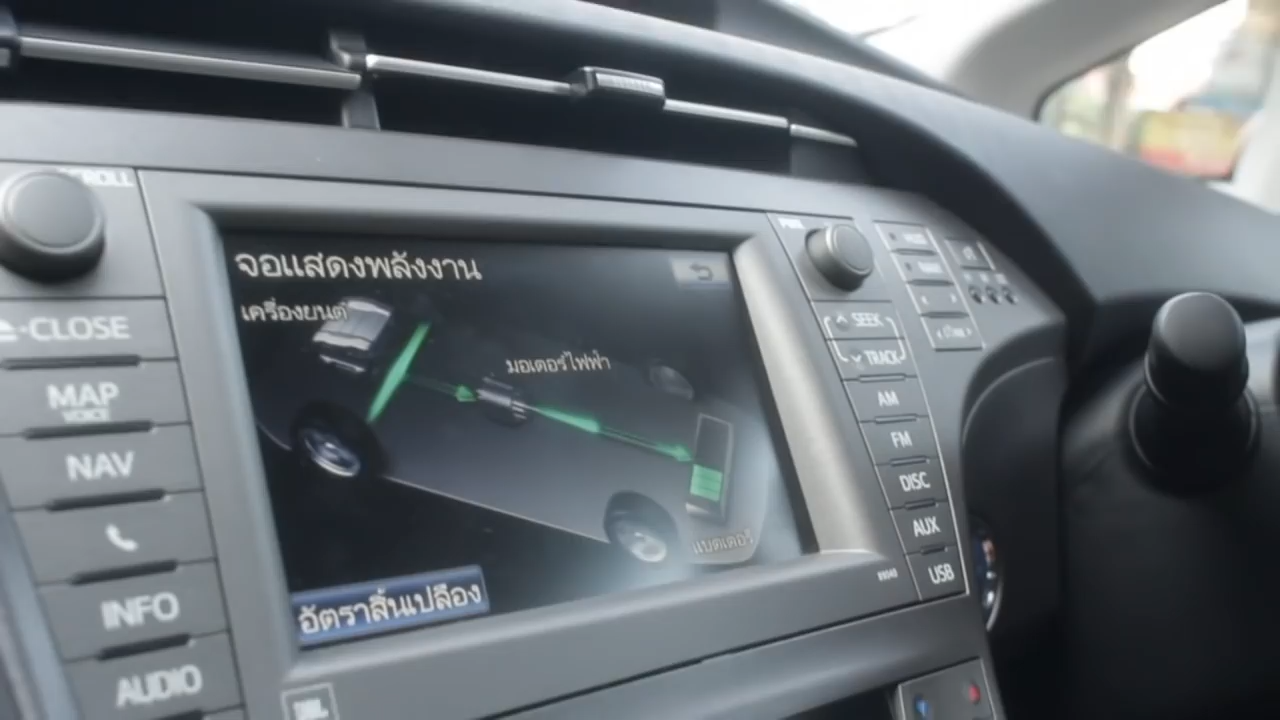 SCROLL
-CLOSE
MAP
VOICE
NAV
INFO
AUDIO
จอแสดงพลังงาน
เครื่องยนต์
มอเตอร์ไฟฟ้า
แบตเตอรี่
อัตราสิ้นเปลือง
SEEK
TRACK
AM
FM
DISC
AUX
USB
JBL